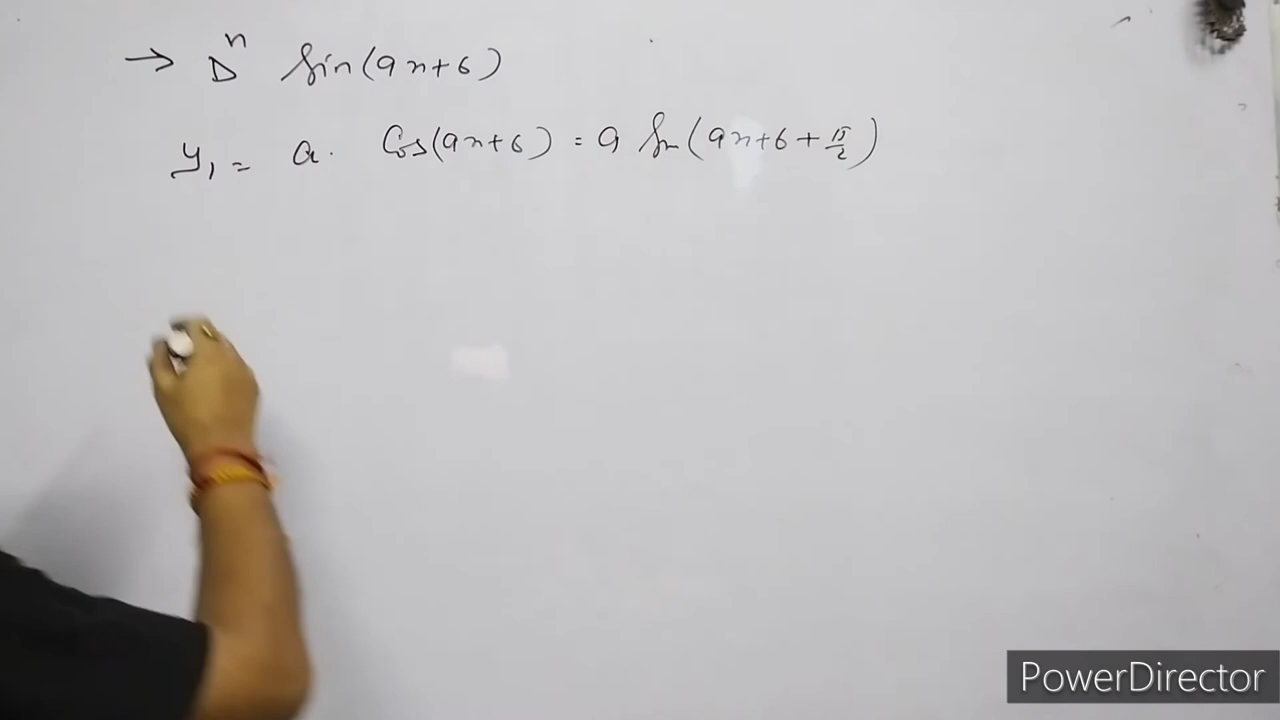 → Dⁿ Sin(ax+b)
y₁ = a. Cos(ax+b) = a Sin(ax+b+π/2)
PowerDirector